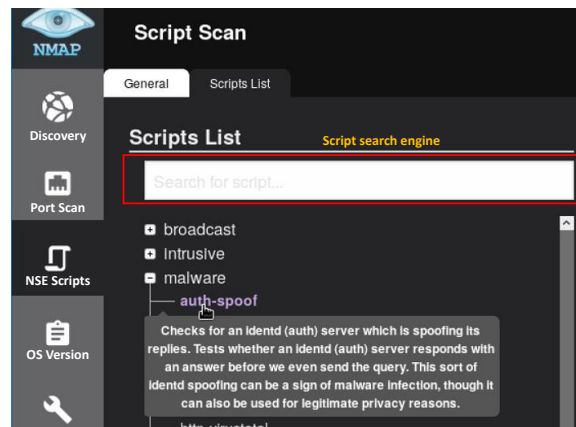 NMAP
Script Scan
General
Scripts List
Discovery
Scripts List
Script search engine
Search for script...
Port Scan
broadcast
intrusive
NSE Scripts
malware
auth-spoof
Checks for an identd (auth) server which is spoofing its
replies. Tests whether an identd (auth) server responds with
an answer before we even send the query. This sort of
identd spoofing can be a sign of malware infection, though it
can also be used for legitimate privacy reasons.
OS Version